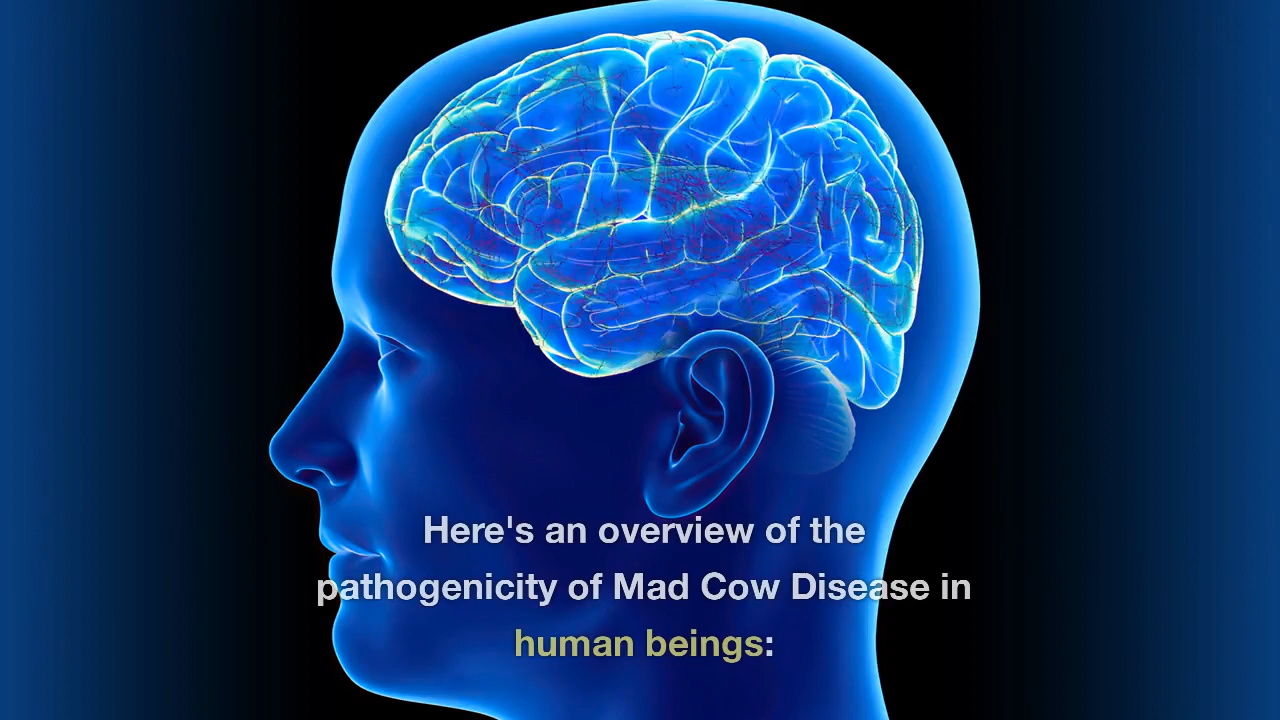 Here's an overview of the
pathogenicity of Mad Cow Disease in
human beings: